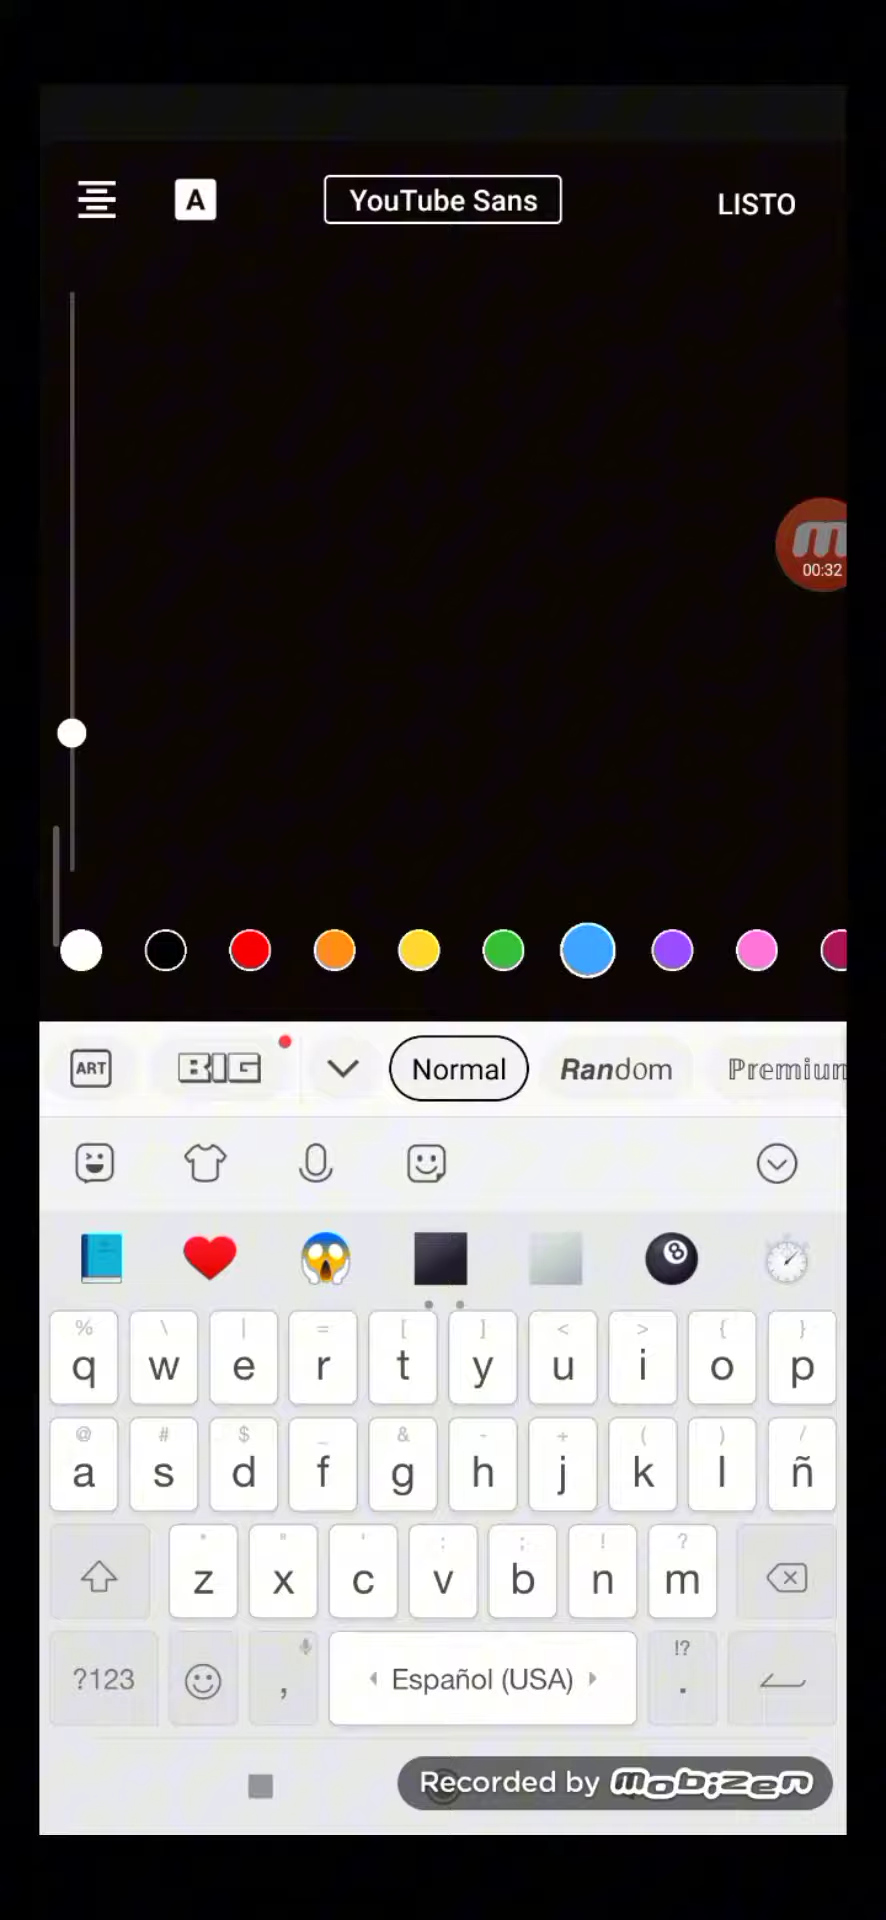 A YouTube Sans LISTO
m
00:32
ART BIG Normal Random Premium
% \ | = [ ] < > { }
q w e r t y u i o p
@ # $ _ & - + ( ) /
a s d f g h j k l ñ
* " ' : ; ! ?
z x c v b n m
?123 , Español (USA) !? .
Recorded by mobizen